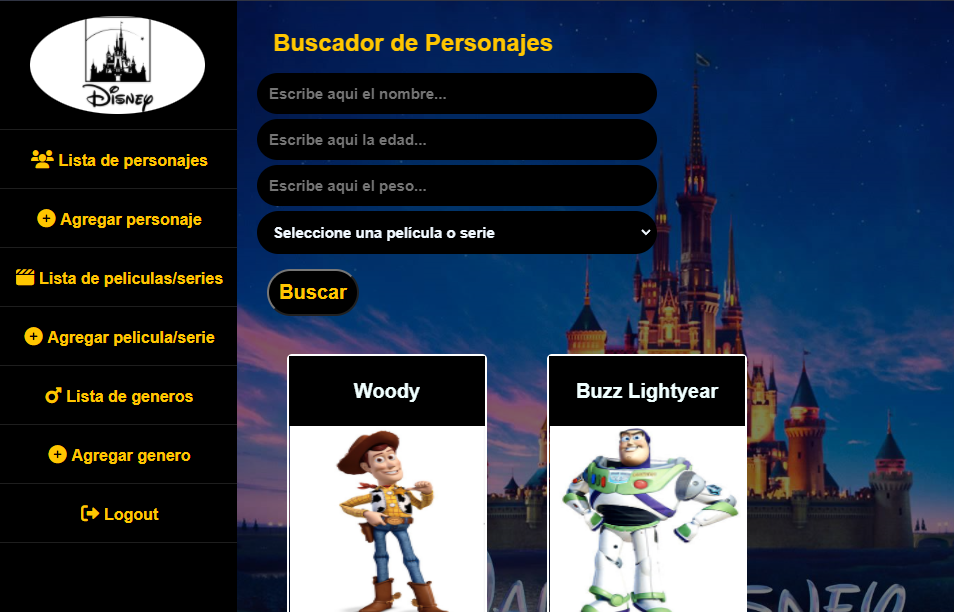 Disney
Lista de personajes
Agregar personaje
Lista de peliculas/series
Agregar pelicula/serie
Lista de generos
Agregar genero
Logout
Buscador de Personajes
Escribe aqui el nombre...
Escribe aqui la edad...
Escribe aqui el peso...
Seleccione una película o serie
Buscar
Woody
Buzz Lightyear